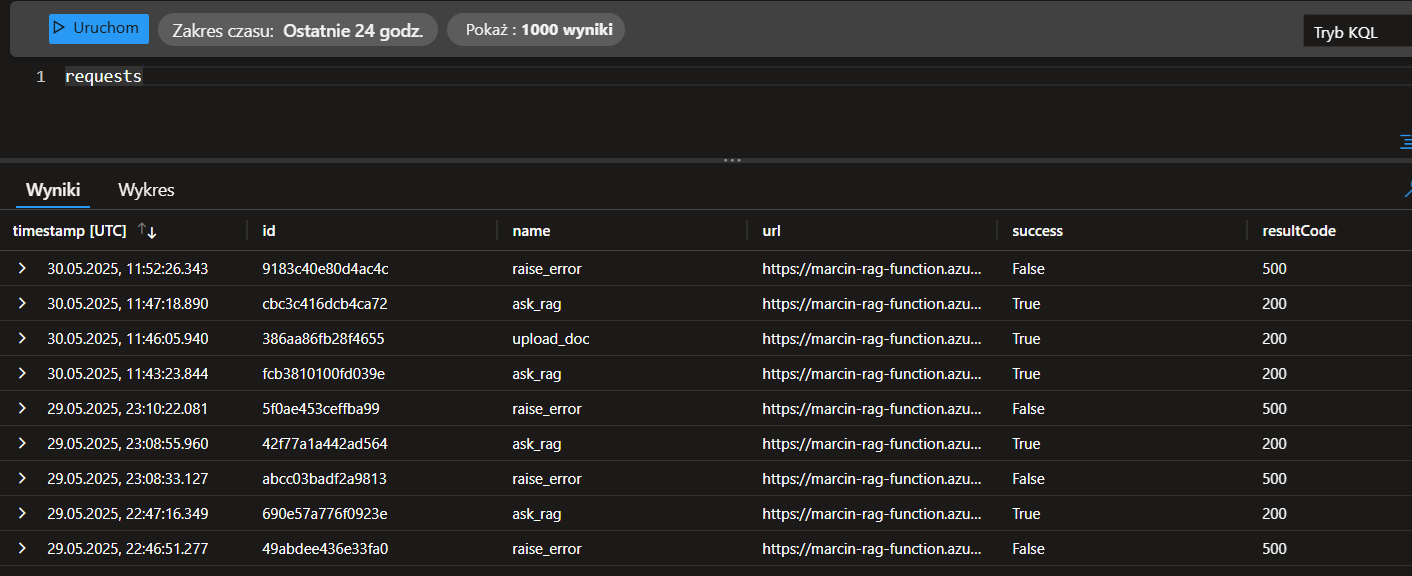 Uruchom Zakres czasu: Ostatnie 24 godz. Pokaż : 1000 wyniki Tryb KQL
1 requests
Wyniki Wykres
timestamp [UTC] id name url success resultCode
30.05.2025, 11:52:26.343 9183c40e80d4ac4c raise_error https://marcin-rag-function.azu... False 500
30.05.2025, 11:47:18.890 cbc3c416dcb4ca72 ask_rag https://marcin-rag-function.azu... True 200
30.05.2025, 11:46:05.940 386aa86fb28f4655 upload_doc https://marcin-rag-function.azu... True 200
30.05.2025, 11:43:23.844 fcb3810100fd039e ask_rag https://marcin-rag-function.azu... True 200
29.05.2025, 23:10:22.081 5f0ae453ceffba99 raise_error https://marcin-rag-function.azu... False 500
29.05.2025, 23:08:55.960 42f77a1a442ad564 ask_rag https://marcin-rag-function.azu... True 200
29.05.2025, 23:08:33.127 abcc03badf2a9813 raise_error https://marcin-rag-function.azu... False 500
29.05.2025, 22:47:16.349 690e57a776f0923e ask_rag https://marcin-rag-function.azu... True 200
29.05.2025, 22:46:51.277 49abdee436e33fa0 raise_error https://marcin-rag-function.azu... False 500